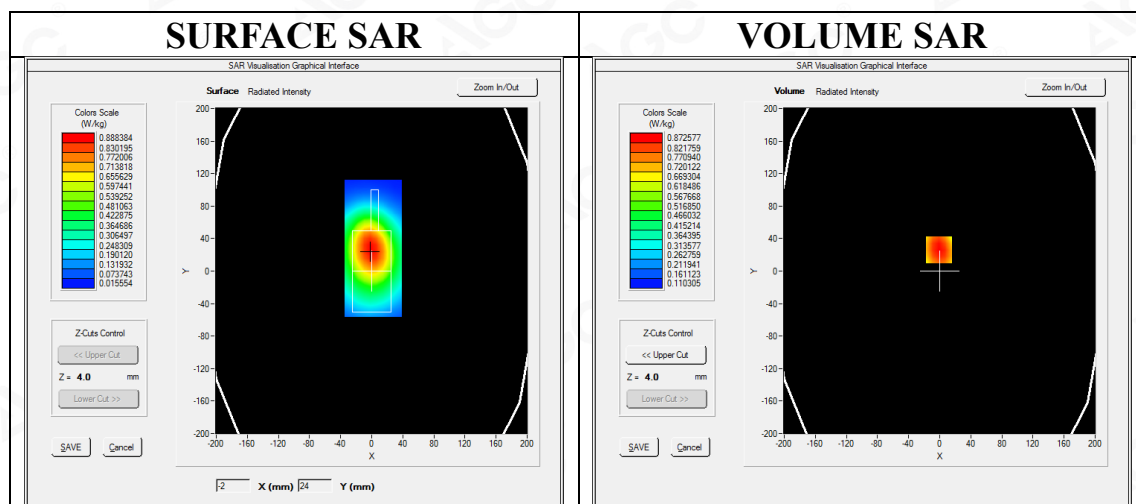 SURFACE SAR
SAR Visualisation Graphical Interface
Surface Radiated Intensity
Zoom In/Out
Colors Scale
(W/kg)
0.888384
0.830195
0.772006
0.713818
0.655629
0.597441
0.539252
0.481063
0.422875
0.364686
0.306497
0.248309
0.190120
0.131932
0.073743
0.015554
Z-Cuts Control
<< Upper Cut
Z = 4.0 mm
Lower Cut >>
SAVE Cancel
200
160
120
80
40
0
-40
-80
-120
-160
-200
Y
-200 -160 -120 -80 -40 0 40 80 120 160 200
X
-2 X (mm) 24 Y (mm)
VOLUME SAR
SAR Visualisation Graphical Interface
Volume Radiated Intensity
Zoom In/Out
Colors Scale
(W/kg)
0.872577
0.821759
0.770940
0.720122
0.669304
0.618486
0.567668
0.516850
0.466032
0.415214
0.364395
0.313577
0.262759
0.211941
0.161123
0.110305
Z-Cuts Control
<< Upper Cut
Z = 4.0 mm
Lower Cut >>
SAVE Cancel
200
160
120
80
40
0
-40
-80
-120
-160
-200
Y
-200 -160 -120 -80 -40 0 40 80 120 160 200
X